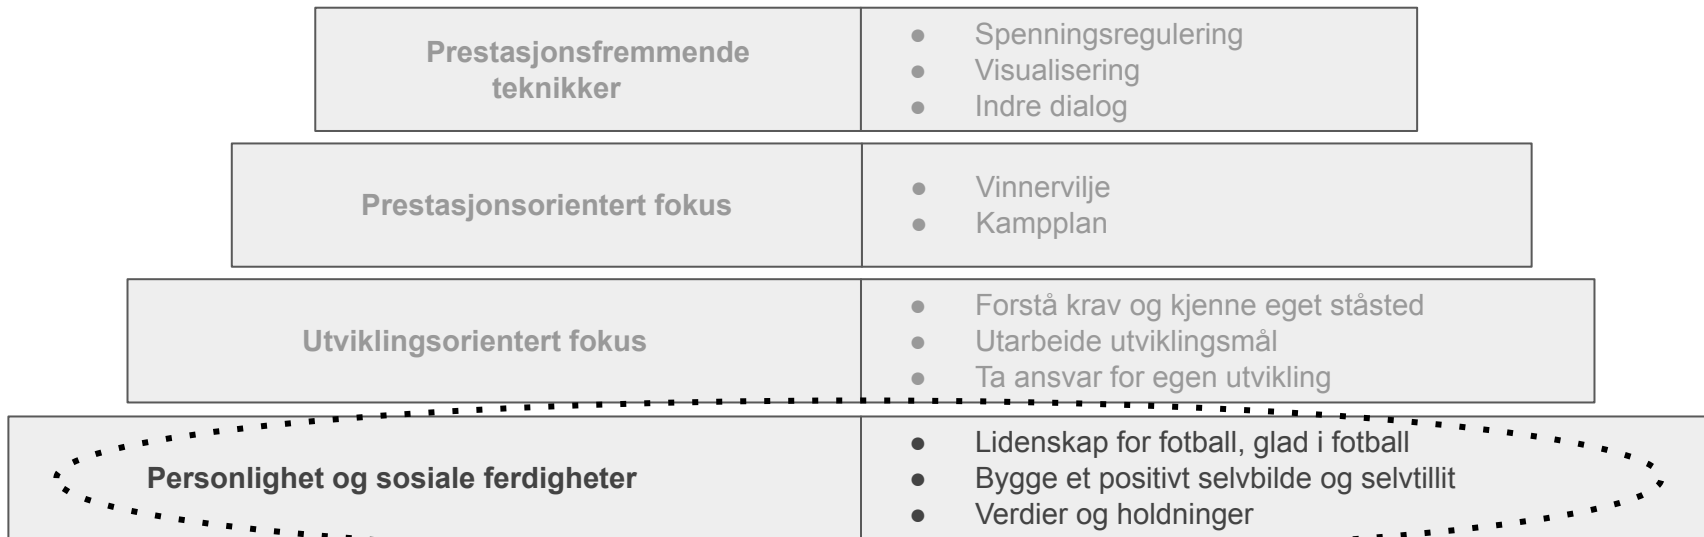 Prestasjonsfremmende
teknikker
● Spenningsregulering
● Visualisering
● Indre dialog
Prestasjonsorientert fokus
● Vinnervilje
● Kampplan
Utviklingsorientert fokus
● Forstå krav og kjenne eget ståsted
● Utarbeide utviklingsmål
● Ta ansvar for egen utvikling
Personlighet og sosiale ferdigheter
● Lidenskap for fotball, glad i fotball
● Bygge et positivt selvbilde og selvtillit
● Verdier og holdninger